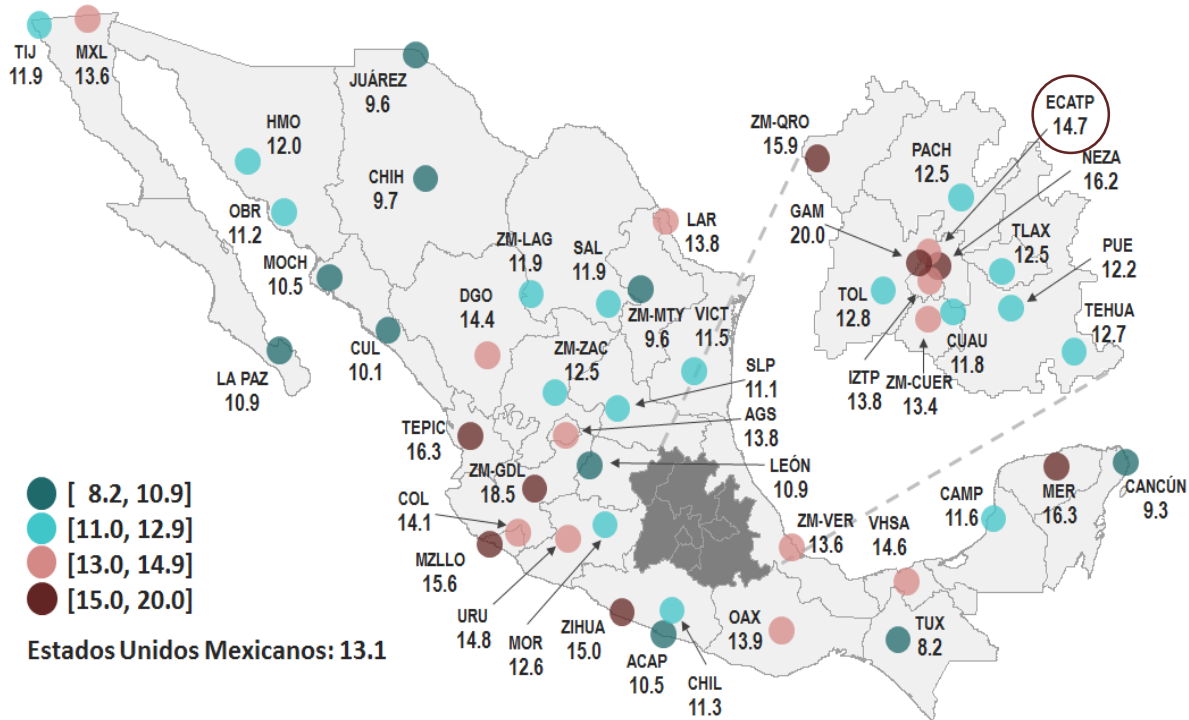 TIJ
11.9
MXL
13.6
JUÁREZ
9.6
HMO
12.0
CHIH
9.7
OBR
11.2
MOCH
10.5
LA PAZ
10.9
CUL
10.1
DGO
14.4
ZM-LAG
11.9
SAL
11.9
LAR
13.8
ZM-MTY
9.6
VICT
11.5
ZM-ZAC
12.5
SLP
11.1
AGS
13.8
LEÓN
10.9
TEPIC
16.3
ZM-GDL
18.5
COL
14.1
MZLLO
15.6
URU
14.8
MOR
12.6
ZIHUA
15.0
ACAP
10.5
CHIL
11.3
OAX
13.9
ZM-VER
13.6
VHSA
14.6
TUX
8.2
CAMP
11.6
MER
16.3
CANCÚN
9.3
ZM-QRO
15.9
PACH
12.5
ECATP
14.7
NEZA
16.2
GAM
20.0
TLAX
12.5
PUE
12.2
TOL
12.8
TEHUA
12.7
CUAU
11.8
IZTP
13.8
ZM-CUER
13.4
[ 8.2, 10.9]
[11.0, 12.9]
[13.0, 14.9]
[15.0, 20.0]
Estados Unidos Mexicanos: 13.1